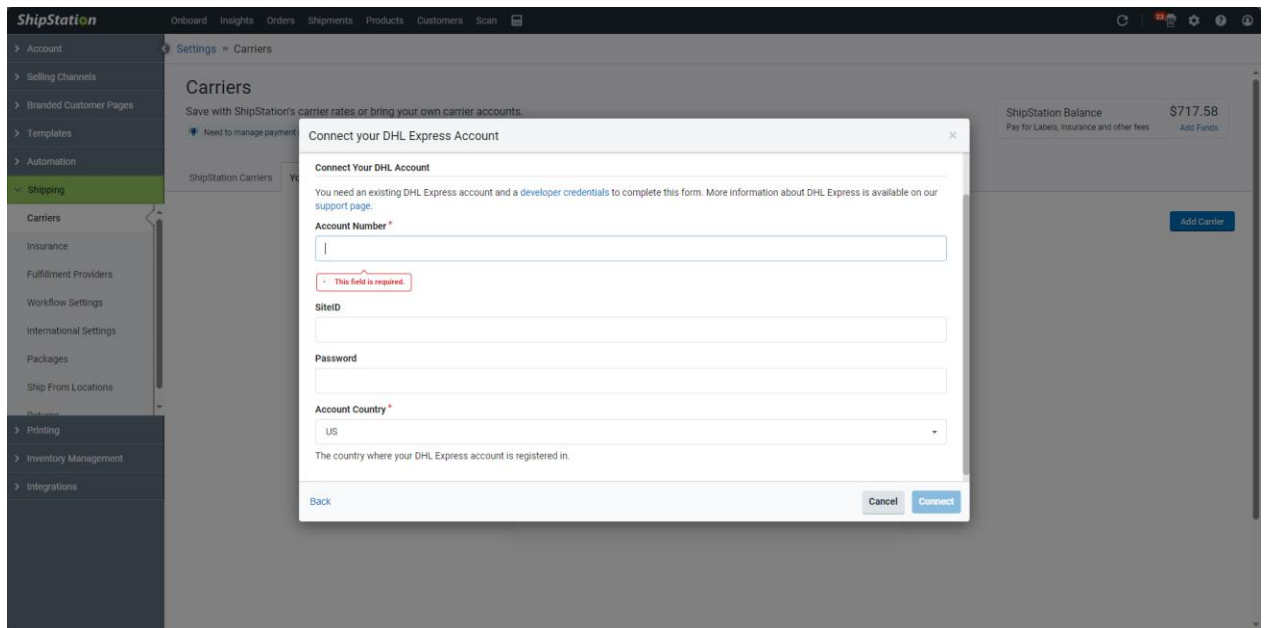 ShipStation
Onboard Insights Orders Shipments Products Customers Scan
23
Account
Selling Channels
Branded Customer Pages
Templates
Automation
Shipping
Carriers
Insurance
Fulfillment Providers
Workflow Settings
International Settings
Packages
Ship From Locations
Returns
Printing
Inventory Management
Integrations
Settings » Carriers
Carriers
Save with ShipStation's carrier rates or bring your own carrier accounts.
Need to manage payment
ShipStation Carriers
ShipStation Balance
$717.58
Pay for Labels, Insurance and other fees
Add Funds
Add Carrier
Connect your DHL Express Account
Connect Your DHL Account
You need an existing DHL Express account and a developer credentials to complete this form. More information about DHL Express is available on our
support page.
Account Number *
This field is required.
SiteID
Password
Account Country *
US
The country where your DHL Express account is registered in.
Back
Cancel
Connect